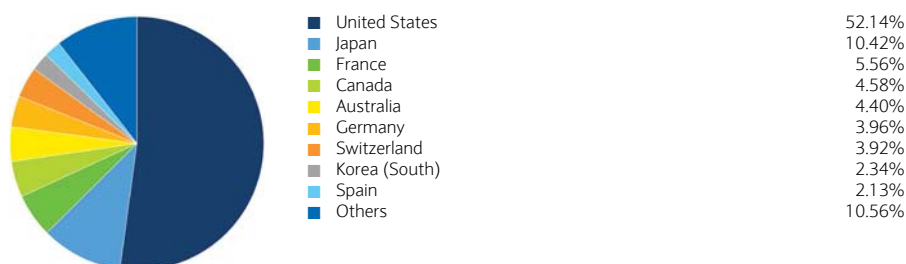 United States 52.14%
Japan 10.42%
France 5.56%
Canada 4.58%
Australia 4.40%
Germany 3.96%
Switzerland 3.92%
Korea (South) 2.34%
Spain 2.13%
Others 10.56%